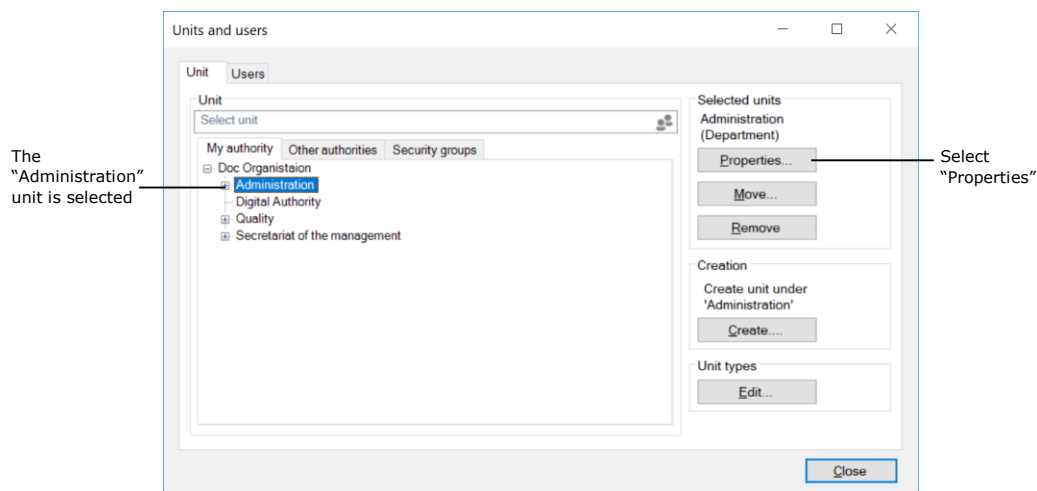 Units and users
Unit
Users
Unit
Select unit
My authority
Other authorities
Security groups
Doc Organistaion
Administration
Digital Authority
Quality
Secretariat of the management
Selected units
Administration
(Department)
Properties...
Move...
Remove
Creation
Create unit under
'Administration'
Create....
Unit types
Edit...
Close
The
“Administration”
unit is selected
Select
“Properties”